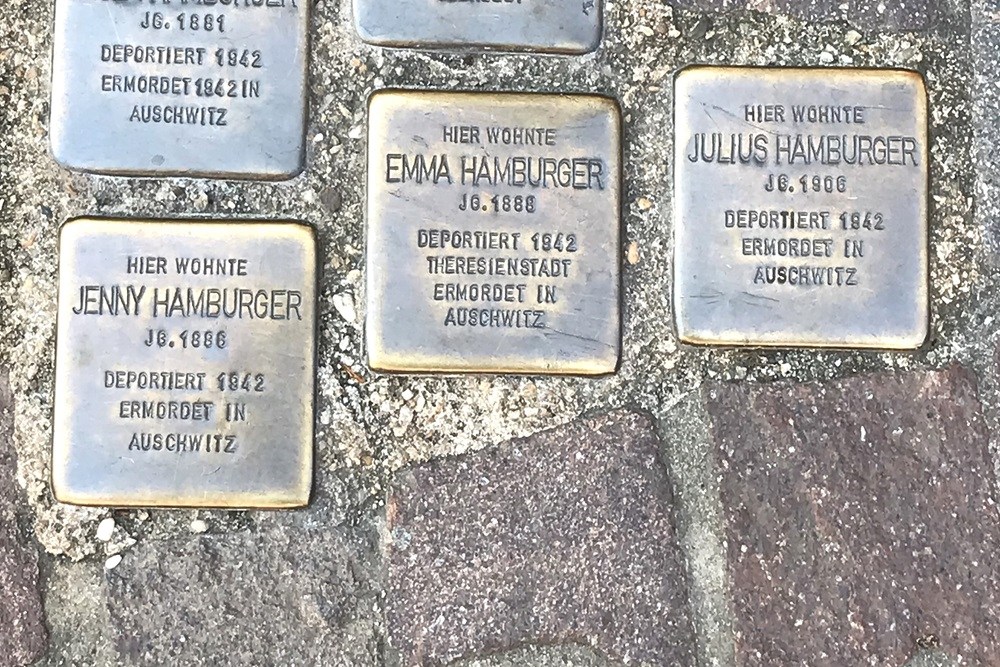 HAMBURGER
JG. 1881
DEPORTIERT 1942
ERMORDET 1942 IN
AUSCHWITZ
HIER WOHNTE
JENNY HAMBURGER
JG. 1886
DEPORTIERT 1942
ERMORDET IN
AUSCHWITZ
HIER WOHNTE
EMMA HAMBURGER
JG. 1888
DEPORTIERT 1942
THERESIENSTADT
ERMORDET IN
AUSCHWITZ
HIER WOHNTE
JULIUS HAMBURGER
JG. 1906
DEPORTIERT 1942
ERMORDET IN
AUSCHWITZ